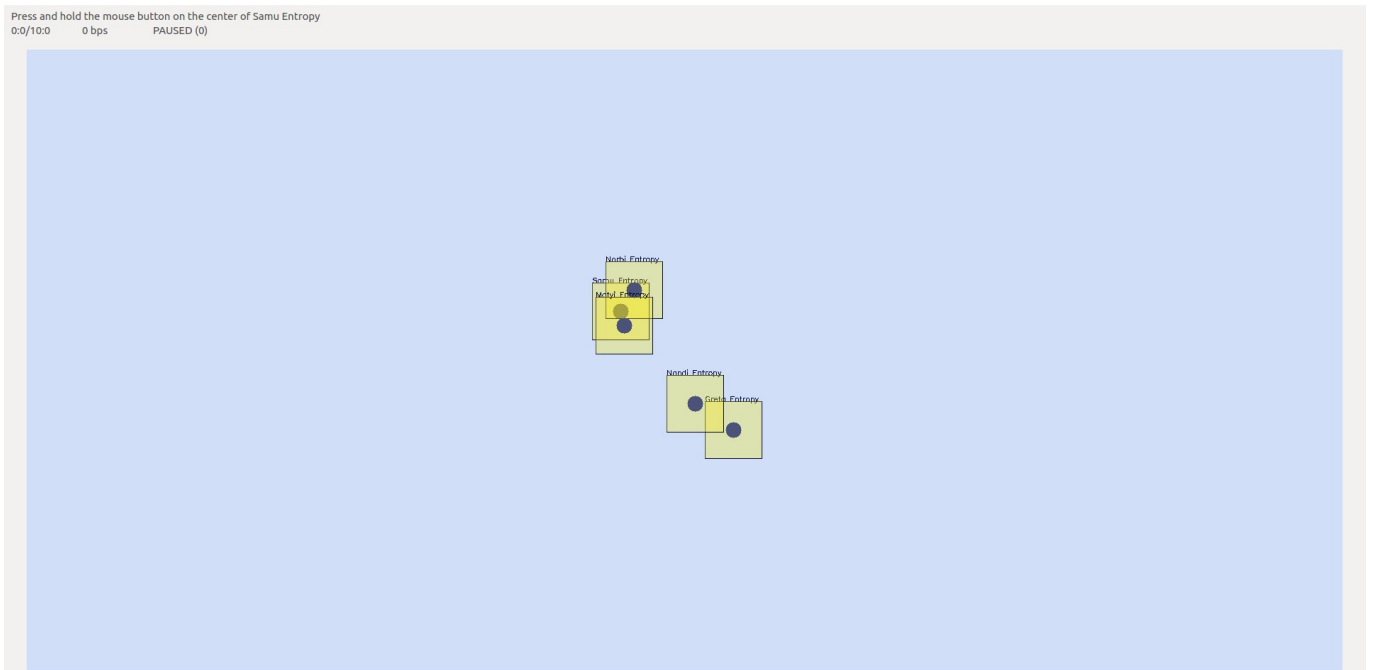 Press and hold the mouse button on the center of Samu Entropy
0:0/10:0 0 bps PAUSED (0)
Norbi Entropy
Samu Entropy
Matyi Entropy
Nandi Entropy
Greta Entropy